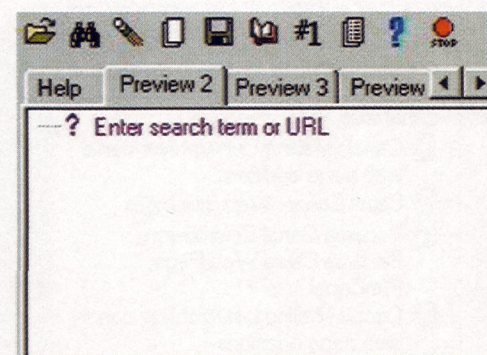 #1 ? STOP
Help Preview 2 Preview 3 Preview
? Enter search term or URL